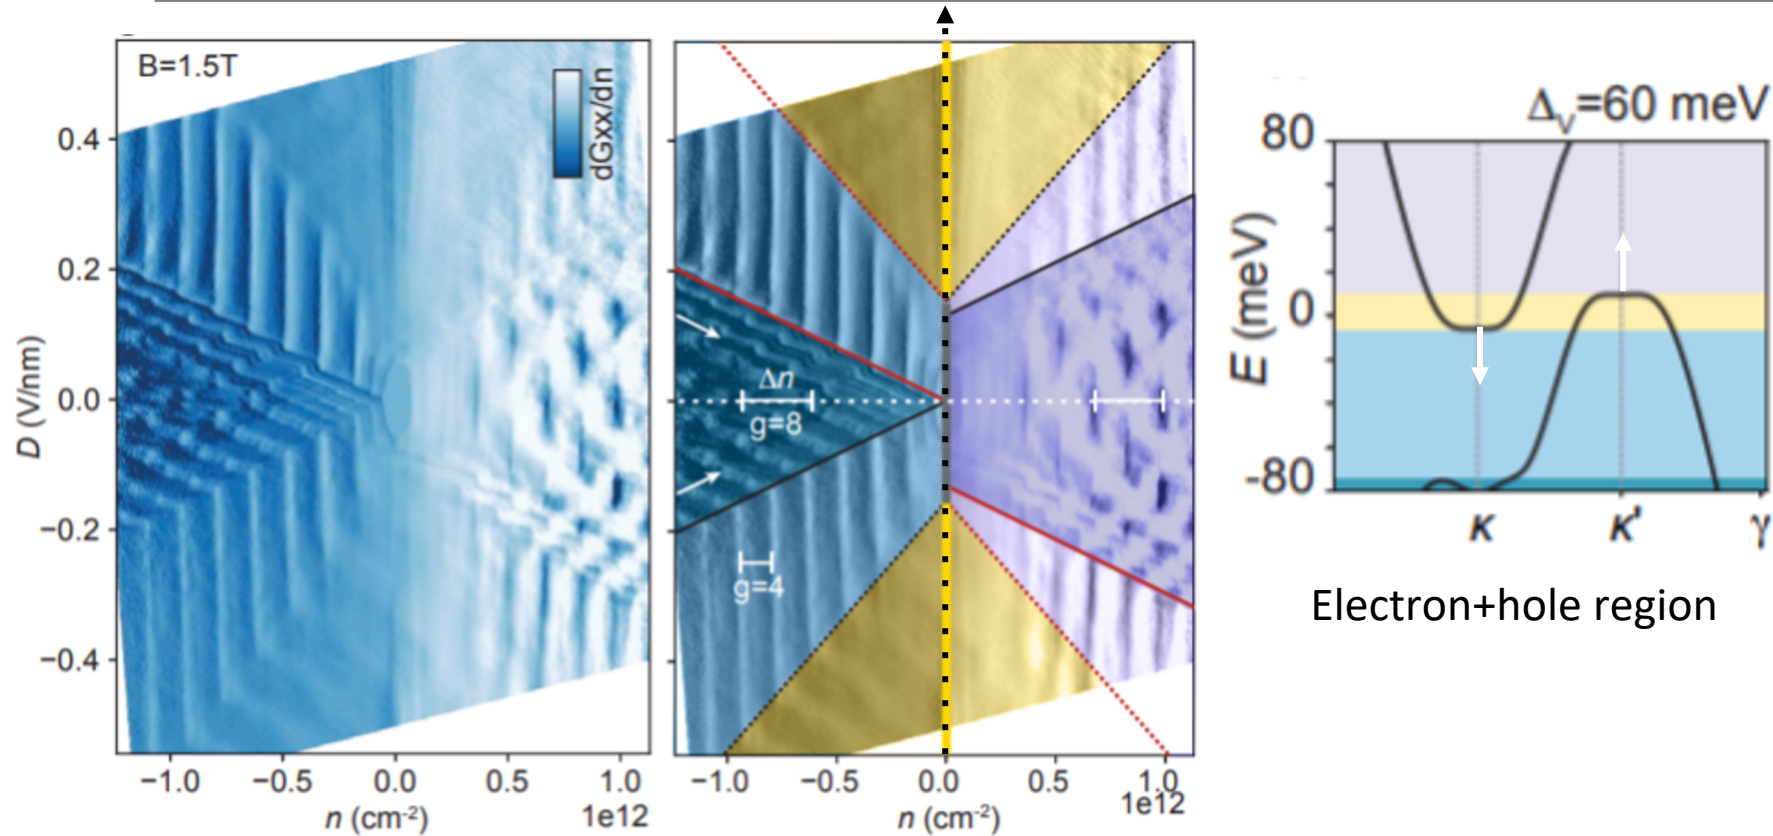 B=1.5T
dGxx/dn
D (V/nm)
0.4
0.2
0.0
−0.2
−0.4
−1.0 −0.5 0.0 0.5 1.0
1e12
n (cm-2)
Δn
g=8
g=4
−1.0 −0.5 0.0 0.5 1.0
1e12
n (cm-2)
Δv=60 meV
E (meV)
80
0
-80
κ κ' γ
Electron+hole region